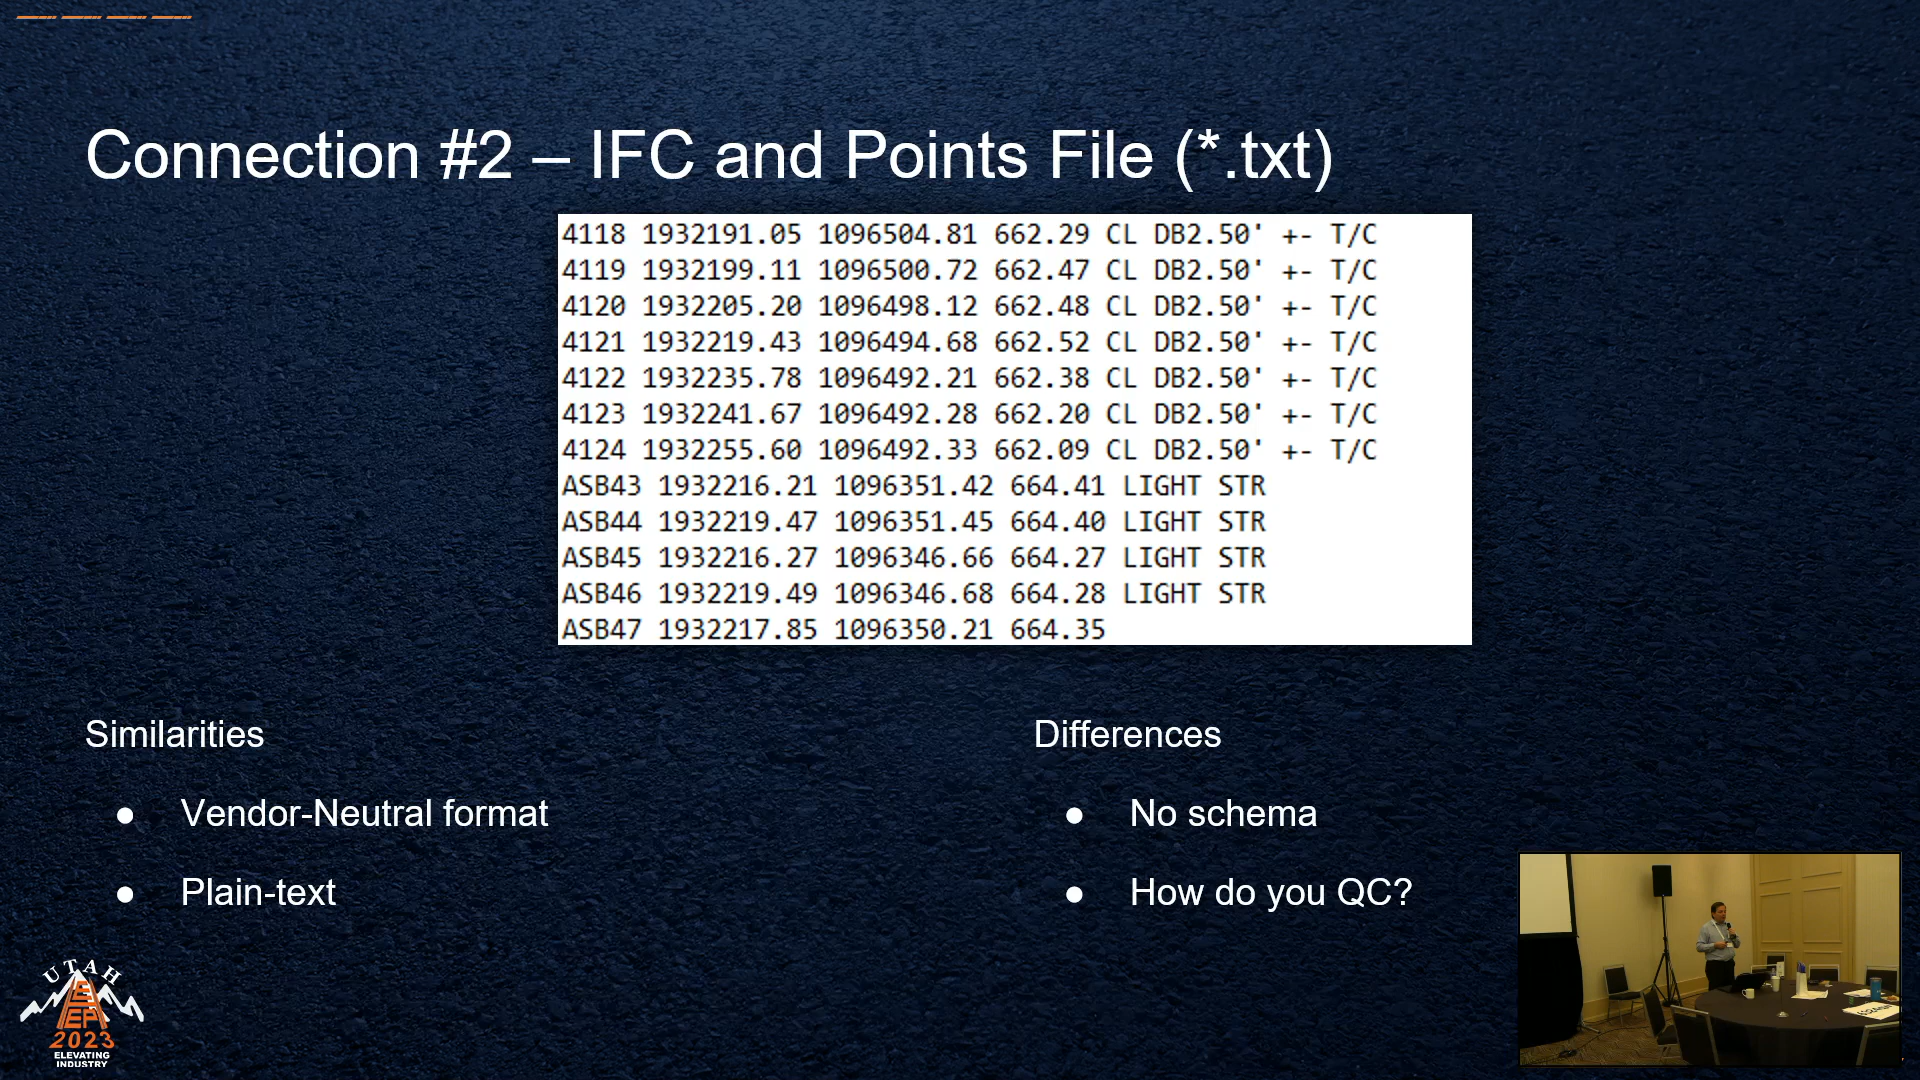 Connection #2 – IFC and Points File (*.txt)
4118 1932191.05 1096504.81 662.29 CL DB2.50' +- T/C
4119 1932199.11 1096500.72 662.47 CL DB2.50' +- T/C
4120 1932205.20 1096498.12 662.48 CL DB2.50' +- T/C
4121 1932219.43 1096494.68 662.52 CL DB2.50' +- T/C
4122 1932235.78 1096492.21 662.38 CL DB2.50' +- T/C
4123 1932241.67 1096492.28 662.20 CL DB2.50' +- T/C
4124 1932255.60 1096492.33 662.09 CL DB2.50' +- T/C
ASB43 1932216.21 1096351.42 664.41 LIGHT STR
ASB44 1932219.47 1096351.45 664.40 LIGHT STR
ASB45 1932216.27 1096346.66 664.27 LIGHT STR
ASB46 1932219.49 1096346.68 664.28 LIGHT STR
ASB47 1932217.85 1096350.21 664.35
Similarities
● Vendor-Neutral format
● Plain-text
Differences
● No schema
● How do you QC?
UTAH
2023
ELEVATING
INDUSTRY